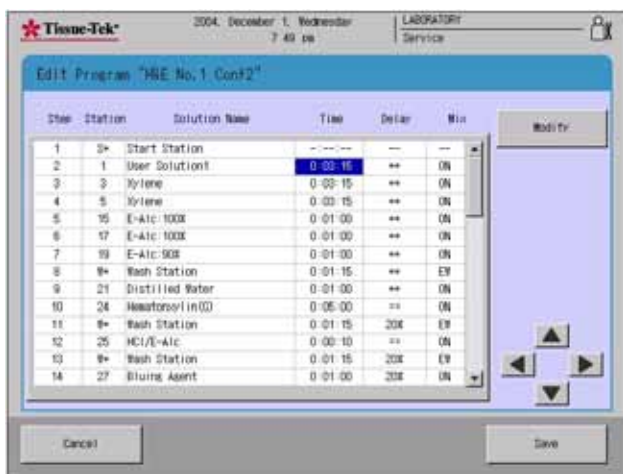 Tissue-Tek
2004, December 1, Wednesday
7 49 pm
LABORATORY
Service
Edit Program "H&E No.1 Conf2"
Step Station Solution Name Time Delay Win
Modify
1 S* Start Station -:--:-- -- --
2 1 User Solution1 0:03:15 ** ON
3 3 Xylene 0:03:15 ** ON
4 5 Xylene 0:03:15 ** ON
5 15 E-Alc:100% 0:01:00 ** ON
6 17 E-Alc:100% 0:01:00 ** ON
7 19 E-Alc:90% 0:01:00 ** ON
8 W* Wash Station 0:01:15 ** EW
9 21 Distilled Water 0:01:00 ** ON
10 24 Hematoxylin(G) 0:05:00 == ON
11 W* Wash Station 0:01:15 20% EW
12 25 HCl/E-Alc 0:00:10 == ON
13 W* Wash Station 0:01:15 20% EW
14 27 Bluing Agent 0:01:00 20% ON
Cancel
Save